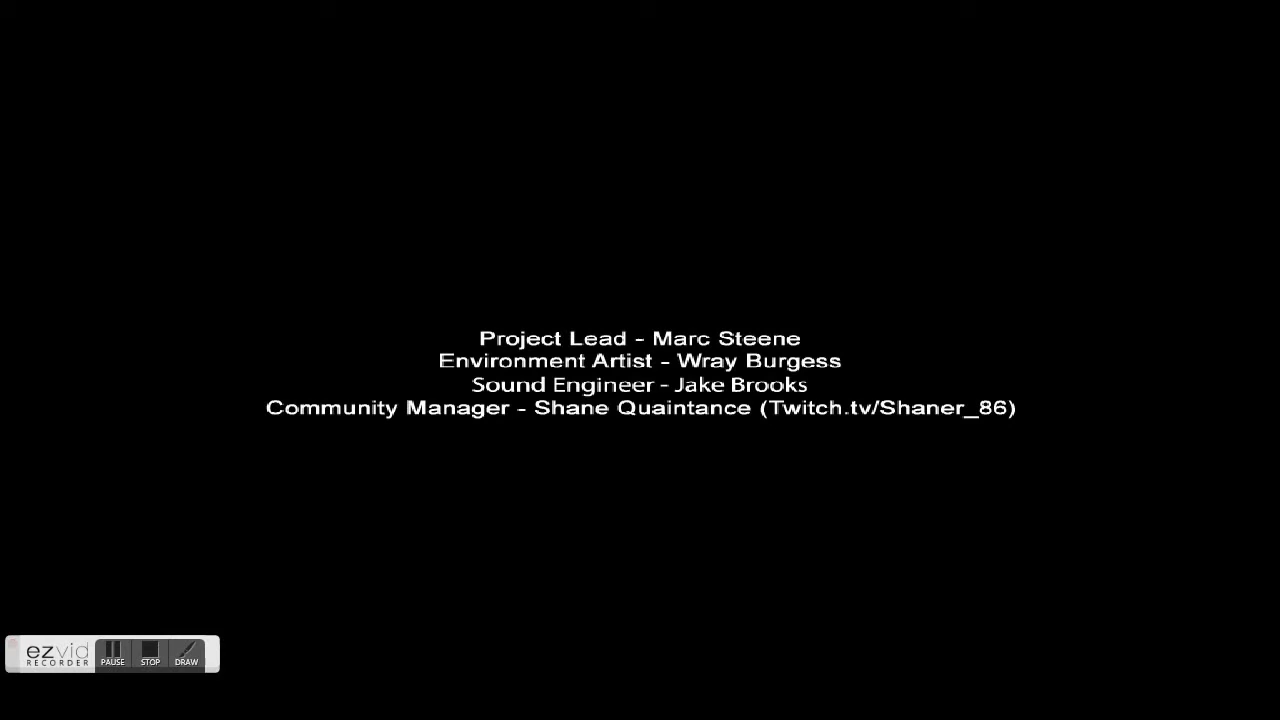 Project Lead - Marc Steene
Environment Artist - Wray Burgess
Sound Engineer - Jake Brooks
Community Manager - Shane Quaintance (Twitch.tv/Shaner_86)
ezvid
RECORDER
PAUSE
STOP
DRAW